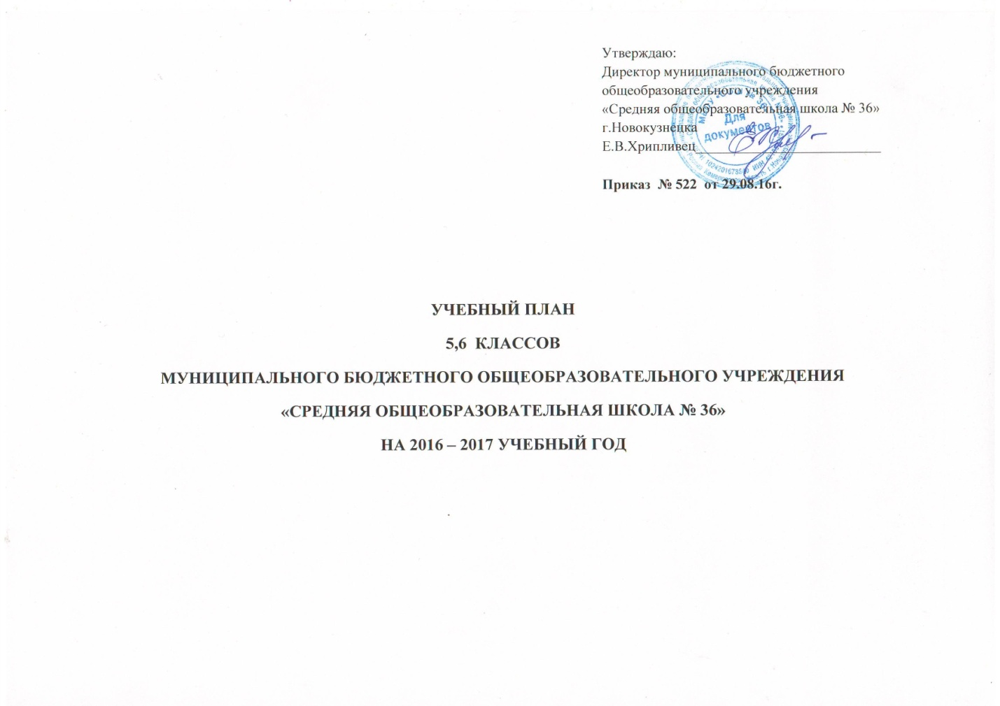 Утверждаю:
Директор муниципального бюджетного
общеобразовательного учреждения
«Средняя общеобразовательная школа № 36»
г.Новокузнецка
Е.В.Хрипливец
Приказ № 522 от 29.08.16г.
Для
документов
УЧЕБНЫЙ ПЛАН
5,6 КЛАССОВ
МУНИЦИПАЛЬНОГО БЮДЖЕТНОГО ОБЩЕОБРАЗОВАТЕЛЬНОГО УЧРЕЖДЕНИЯ
«СРЕДНЯЯ ОБЩЕОБРАЗОВАТЕЛЬНАЯ ШКОЛА № 36»
НА 2016 – 2017 УЧЕБНЫЙ ГОД